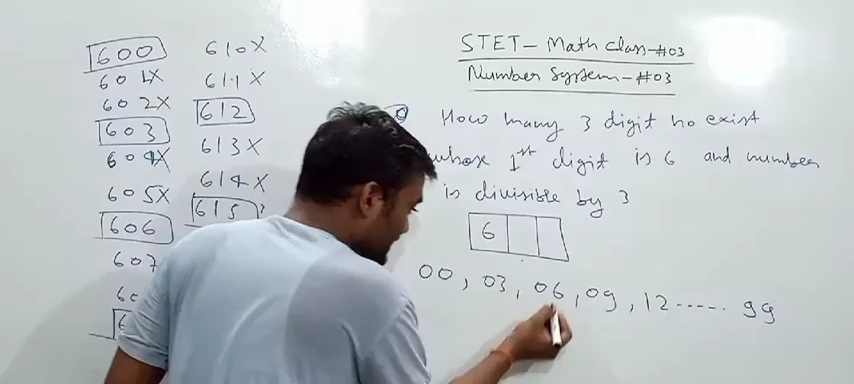 STET- Math Class-#03
Number System-#03
How many 3 digit no exist
whose 1st digit is 6 and number
is divisible by 3
6
00, 03, 06, 09, 12 ----- 99
600
601X
602X
603
604X
605X
606
607
610X
611X
612
613X
614X
615